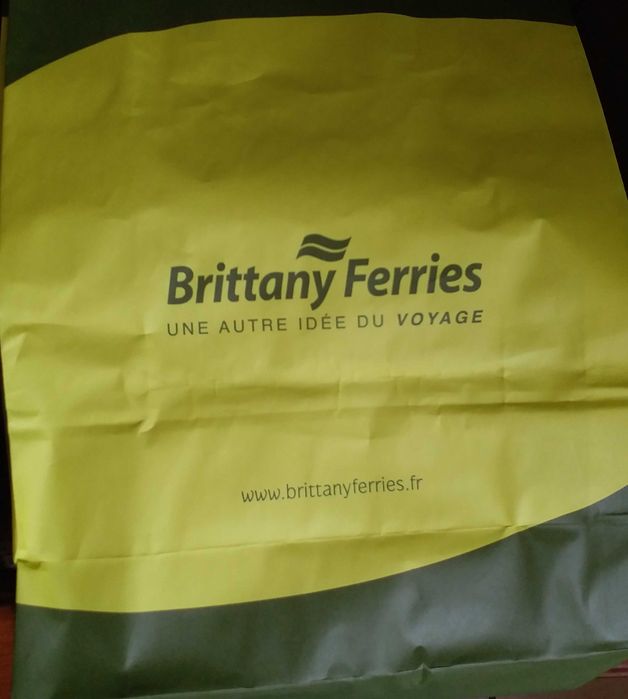 Brittany Ferries
UNE AUTRE IDÉE DU VOYAGE
www.brittanyferries.fr